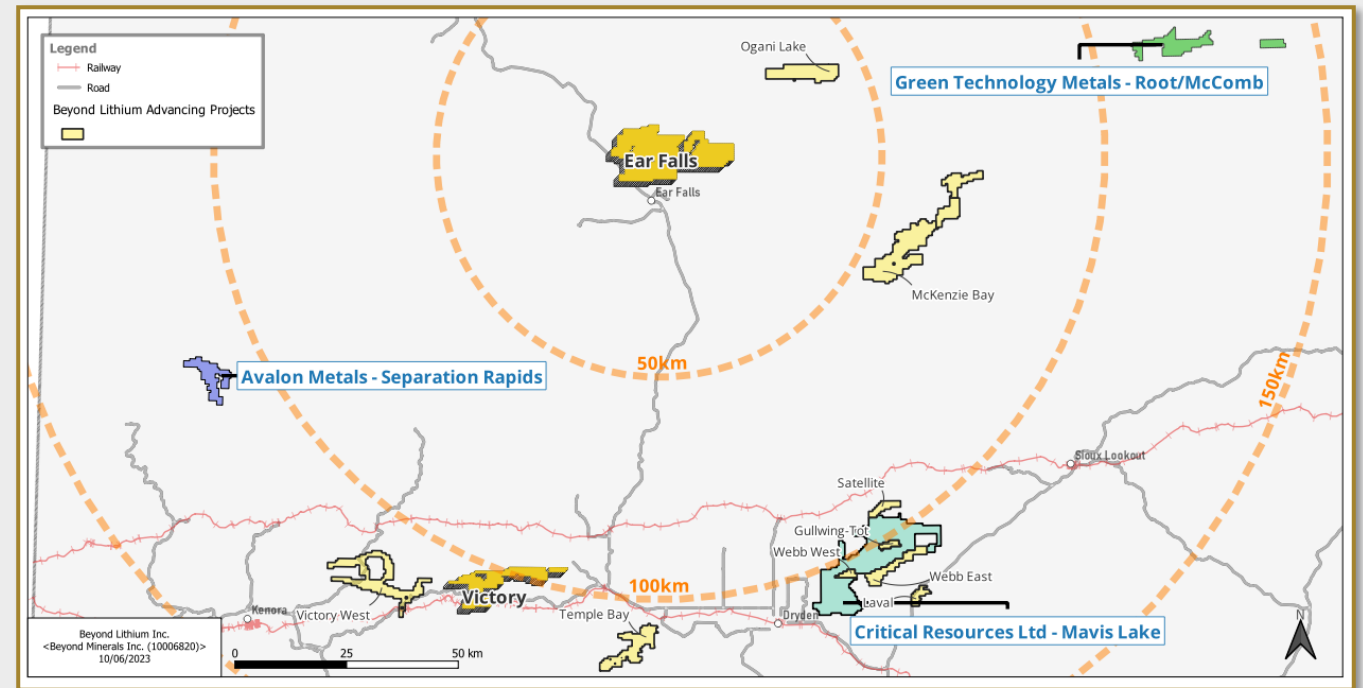 Legend
Railway
Road
Beyond Lithium Advancing Projects
Ogani Lake
Green Technology Metals - Root/McComb
Ear Falls
Ear Falls
McKenzie Bay
50km
Avalon Metals - Separation Rapids
150km
Sioux Lookout
Satellite
Gullwing-Tot
Webb West
Webb East
100km
Victory
Laval
Victory West
Kenora
Temple Bay
Dryden
Critical Resources Ltd - Mavis Lake
N
Beyond Lithium Inc.
<Beyond Minerals Inc. (10006820)>
10/06/2023
0 25 50 km